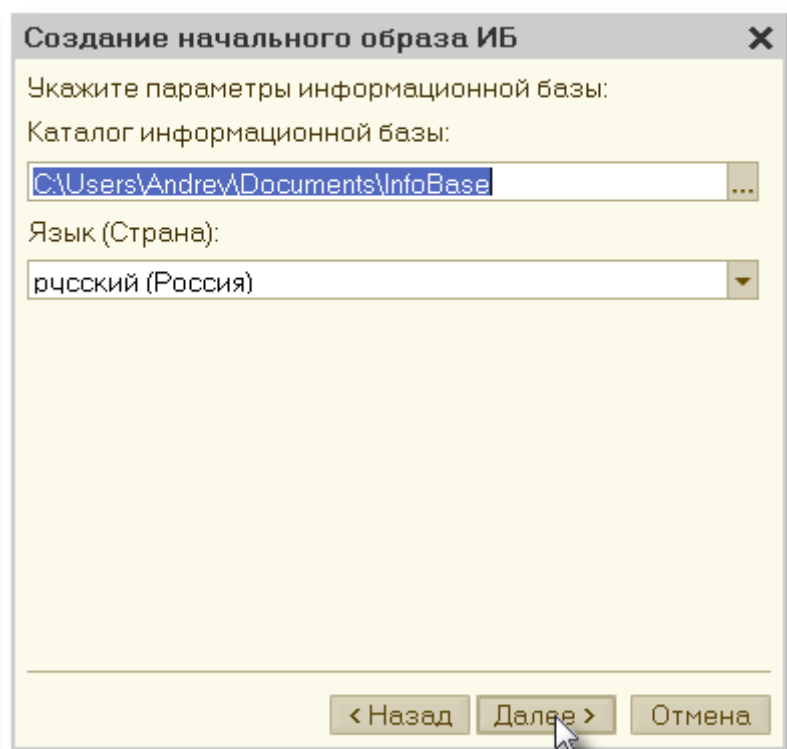 Создание начального образа ИБ
Укажите параметры информационной базы:
Каталог информационной базы:
C:\Users\Andrey\Documents\InfoBase
...
Язык (Страна):
русский (Россия)
< Назад Далее > Отмена